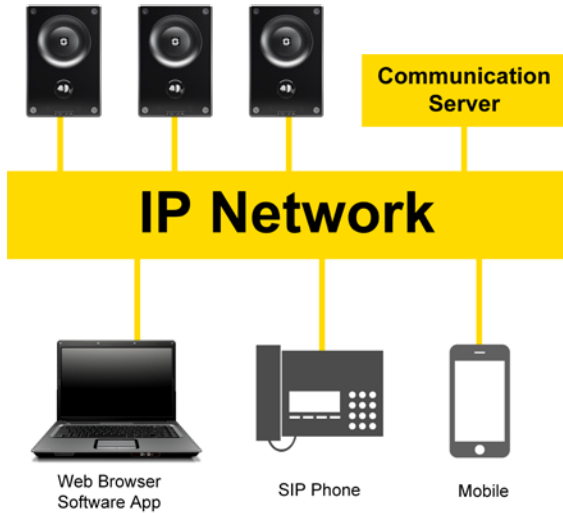 Communication
Server
IP Network
Web Browser
Software App
SIP Phone
Mobile